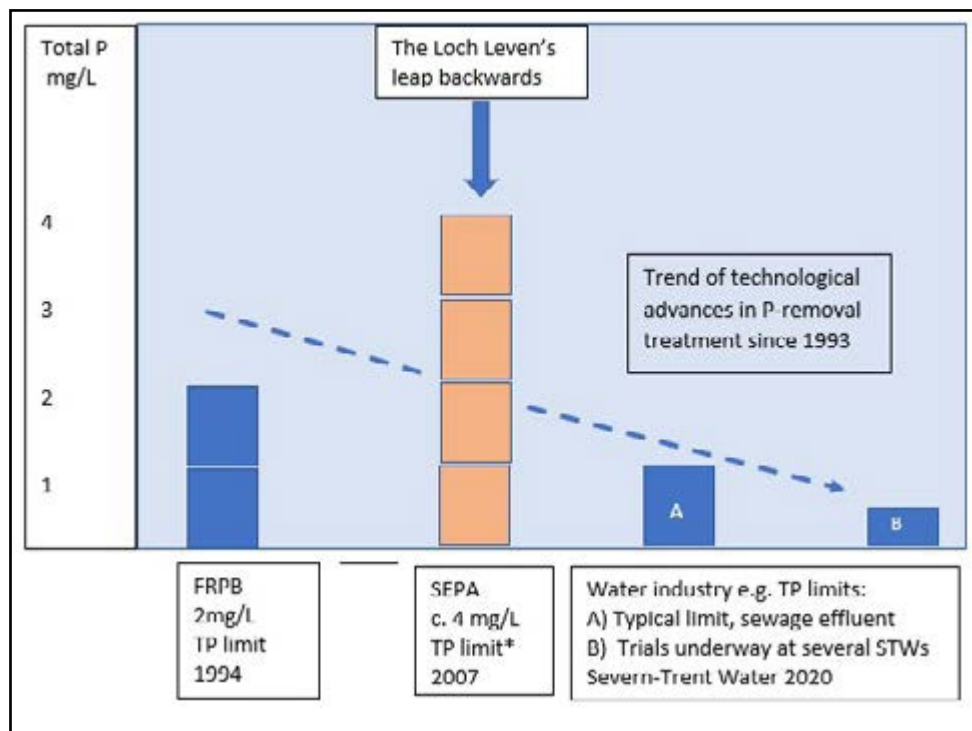 Total P
mg/L
The Loch Leven's
leap backwards
4
3
2
1
Trend of technological
advances in P-removal
treatment since 1993
A
B
FRPB
2mg/L
TP limit
1994
SEPA
c. 4 mg/L
TP limit*
2007
Water industry e.g. TP limits:
A) Typical limit, sewage effluent
B) Trials underway at several STWs
Severn-Trent Water 2020